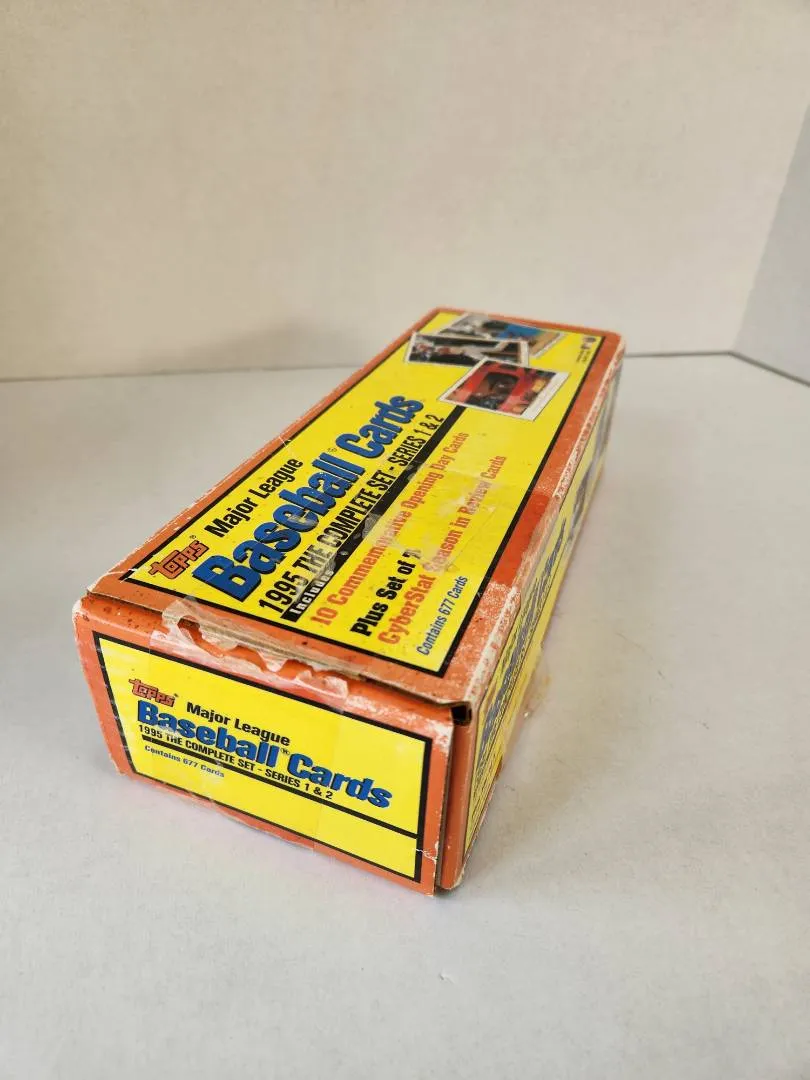 Topps® Major League
Baseball® Cards
1995 THE COMPLETE SET - SERIES 1 & 2
Includes
10 Commemorative Opening Day Cards
Plus Set of
CyberStat Season in Review Cards
Contains 677 Cards
Topps® Major League
Baseball® Cards
1995 THE COMPLETE SET - SERIES 1 & 2
Contains 677 Cards